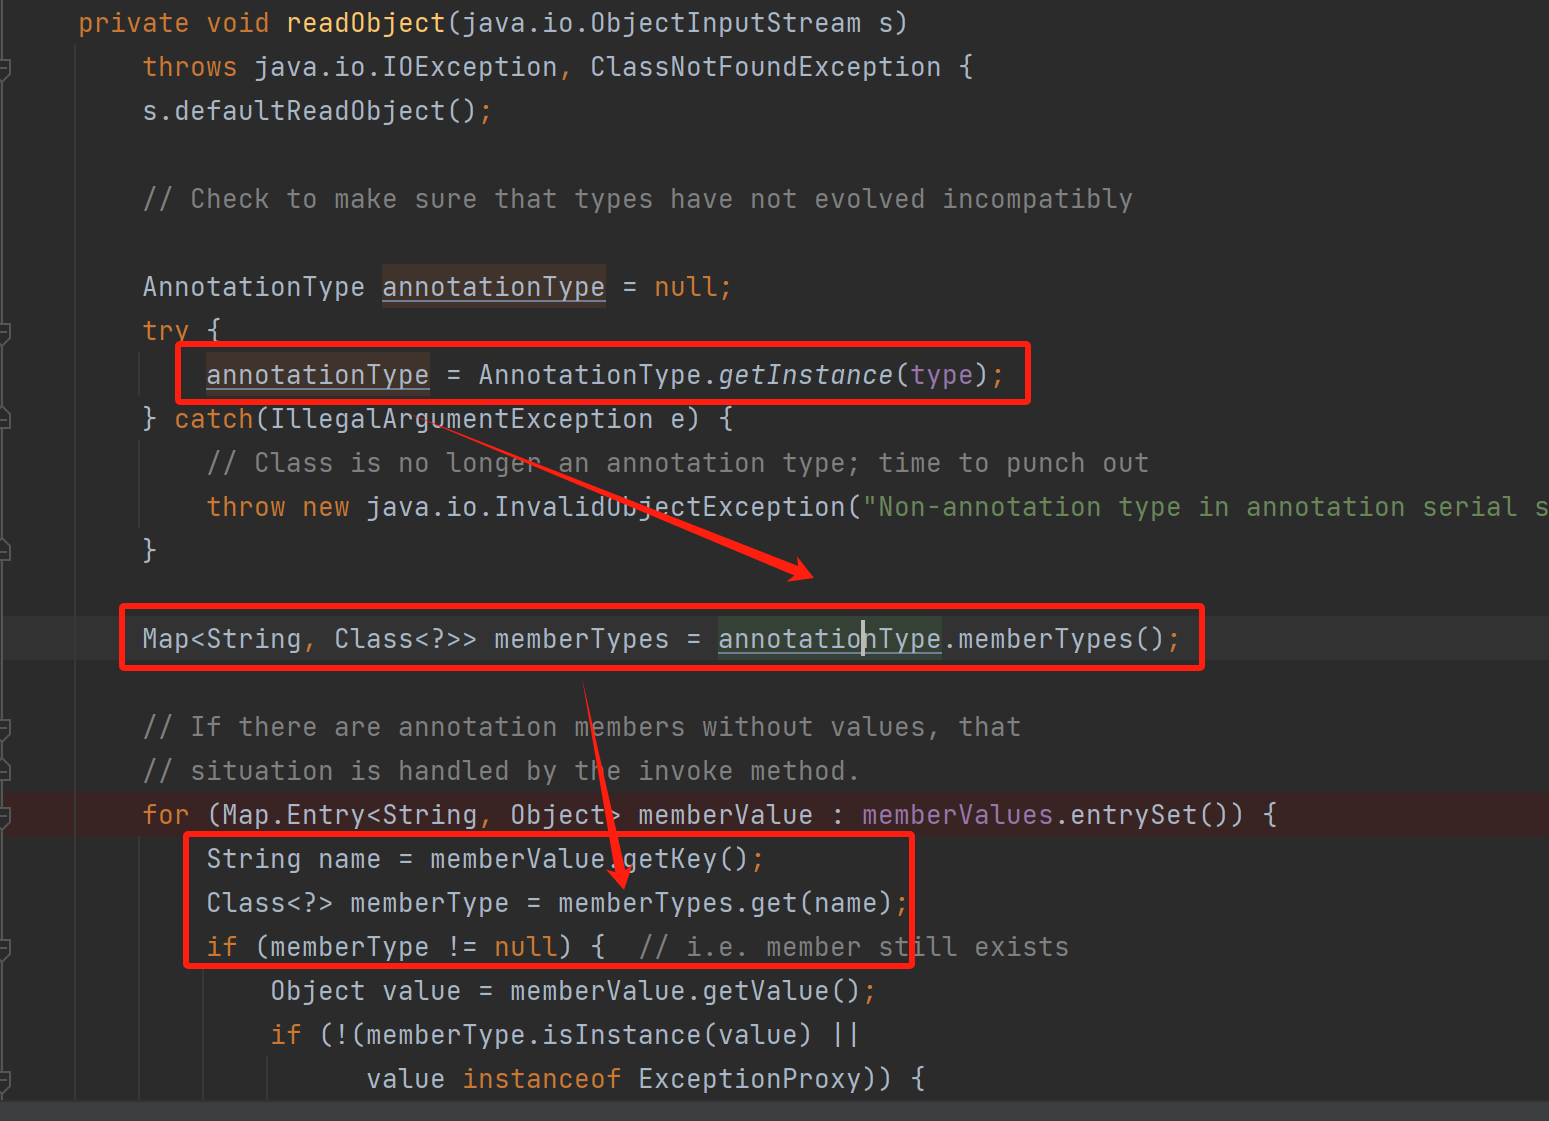 private void readObject(java.io.ObjectInputStream s)
throws java.io.IOException, ClassNotFoundException {
s.defaultReadObject();
// Check to make sure that types have not evolved incompatibly
AnnotationType annotationType = null;
try {
annotationType = AnnotationType.getInstance(type);
} catch(IllegalArgumentException e) {
// Class is no longer an annotation type; time to punch out
throw new java.io.InvalidObjectException("Non-annotation type in annotation serial s
}
Map<String, Class<?>> memberTypes = annotationType.memberTypes();
// If there are annotation members without values, that
// situation is handled by the invoke method.
for (Map.Entry<String, Object> memberValue : memberValues.entrySet()) {
String name = memberValue.getKey();
Class<?> memberType = memberTypes.get(name);
if (memberType != null) {  // i.e. member still exists
Object value = memberValue.getValue();
if (!(memberType.isInstance(value) ||
value instanceof ExceptionProxy)) {